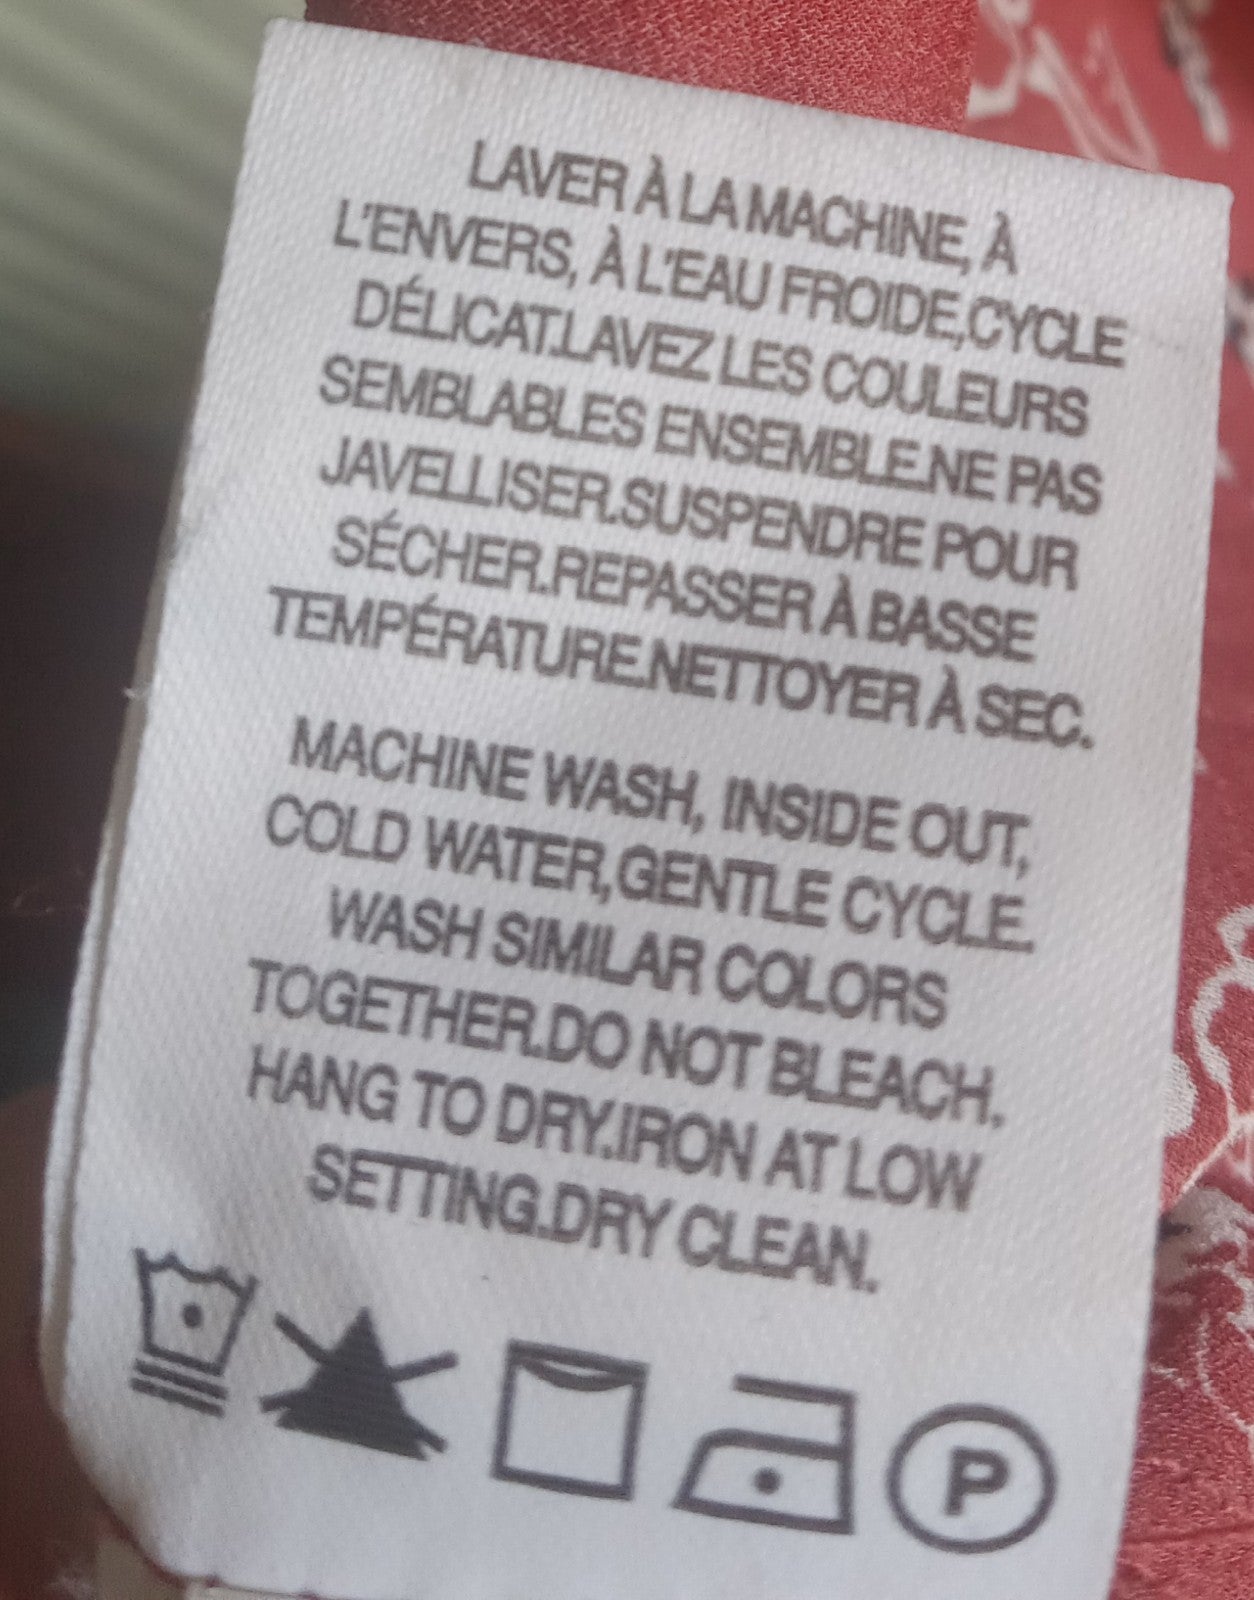 LAVER À LA MACHINE, À
L'ENVERS, À L'EAU FROIDE,CYCLE
DÉLICAT.LAVEZ LES COULEURS
SEMBLABLES ENSEMBLE.NE PAS
JAVELLISER.SUSPENDRE POUR
SÉCHER.REPASSER À BASSE
TEMPÉRATURE.NETTOYER À SEC.
MACHINE WASH, INSIDE OUT,
COLD WATER,GENTLE CYCLE.
WASH SIMILAR COLORS
TOGETHER.DO NOT BLEACH.
HANG TO DRY.IRON AT LOW
SETTING.DRY CLEAN.
P